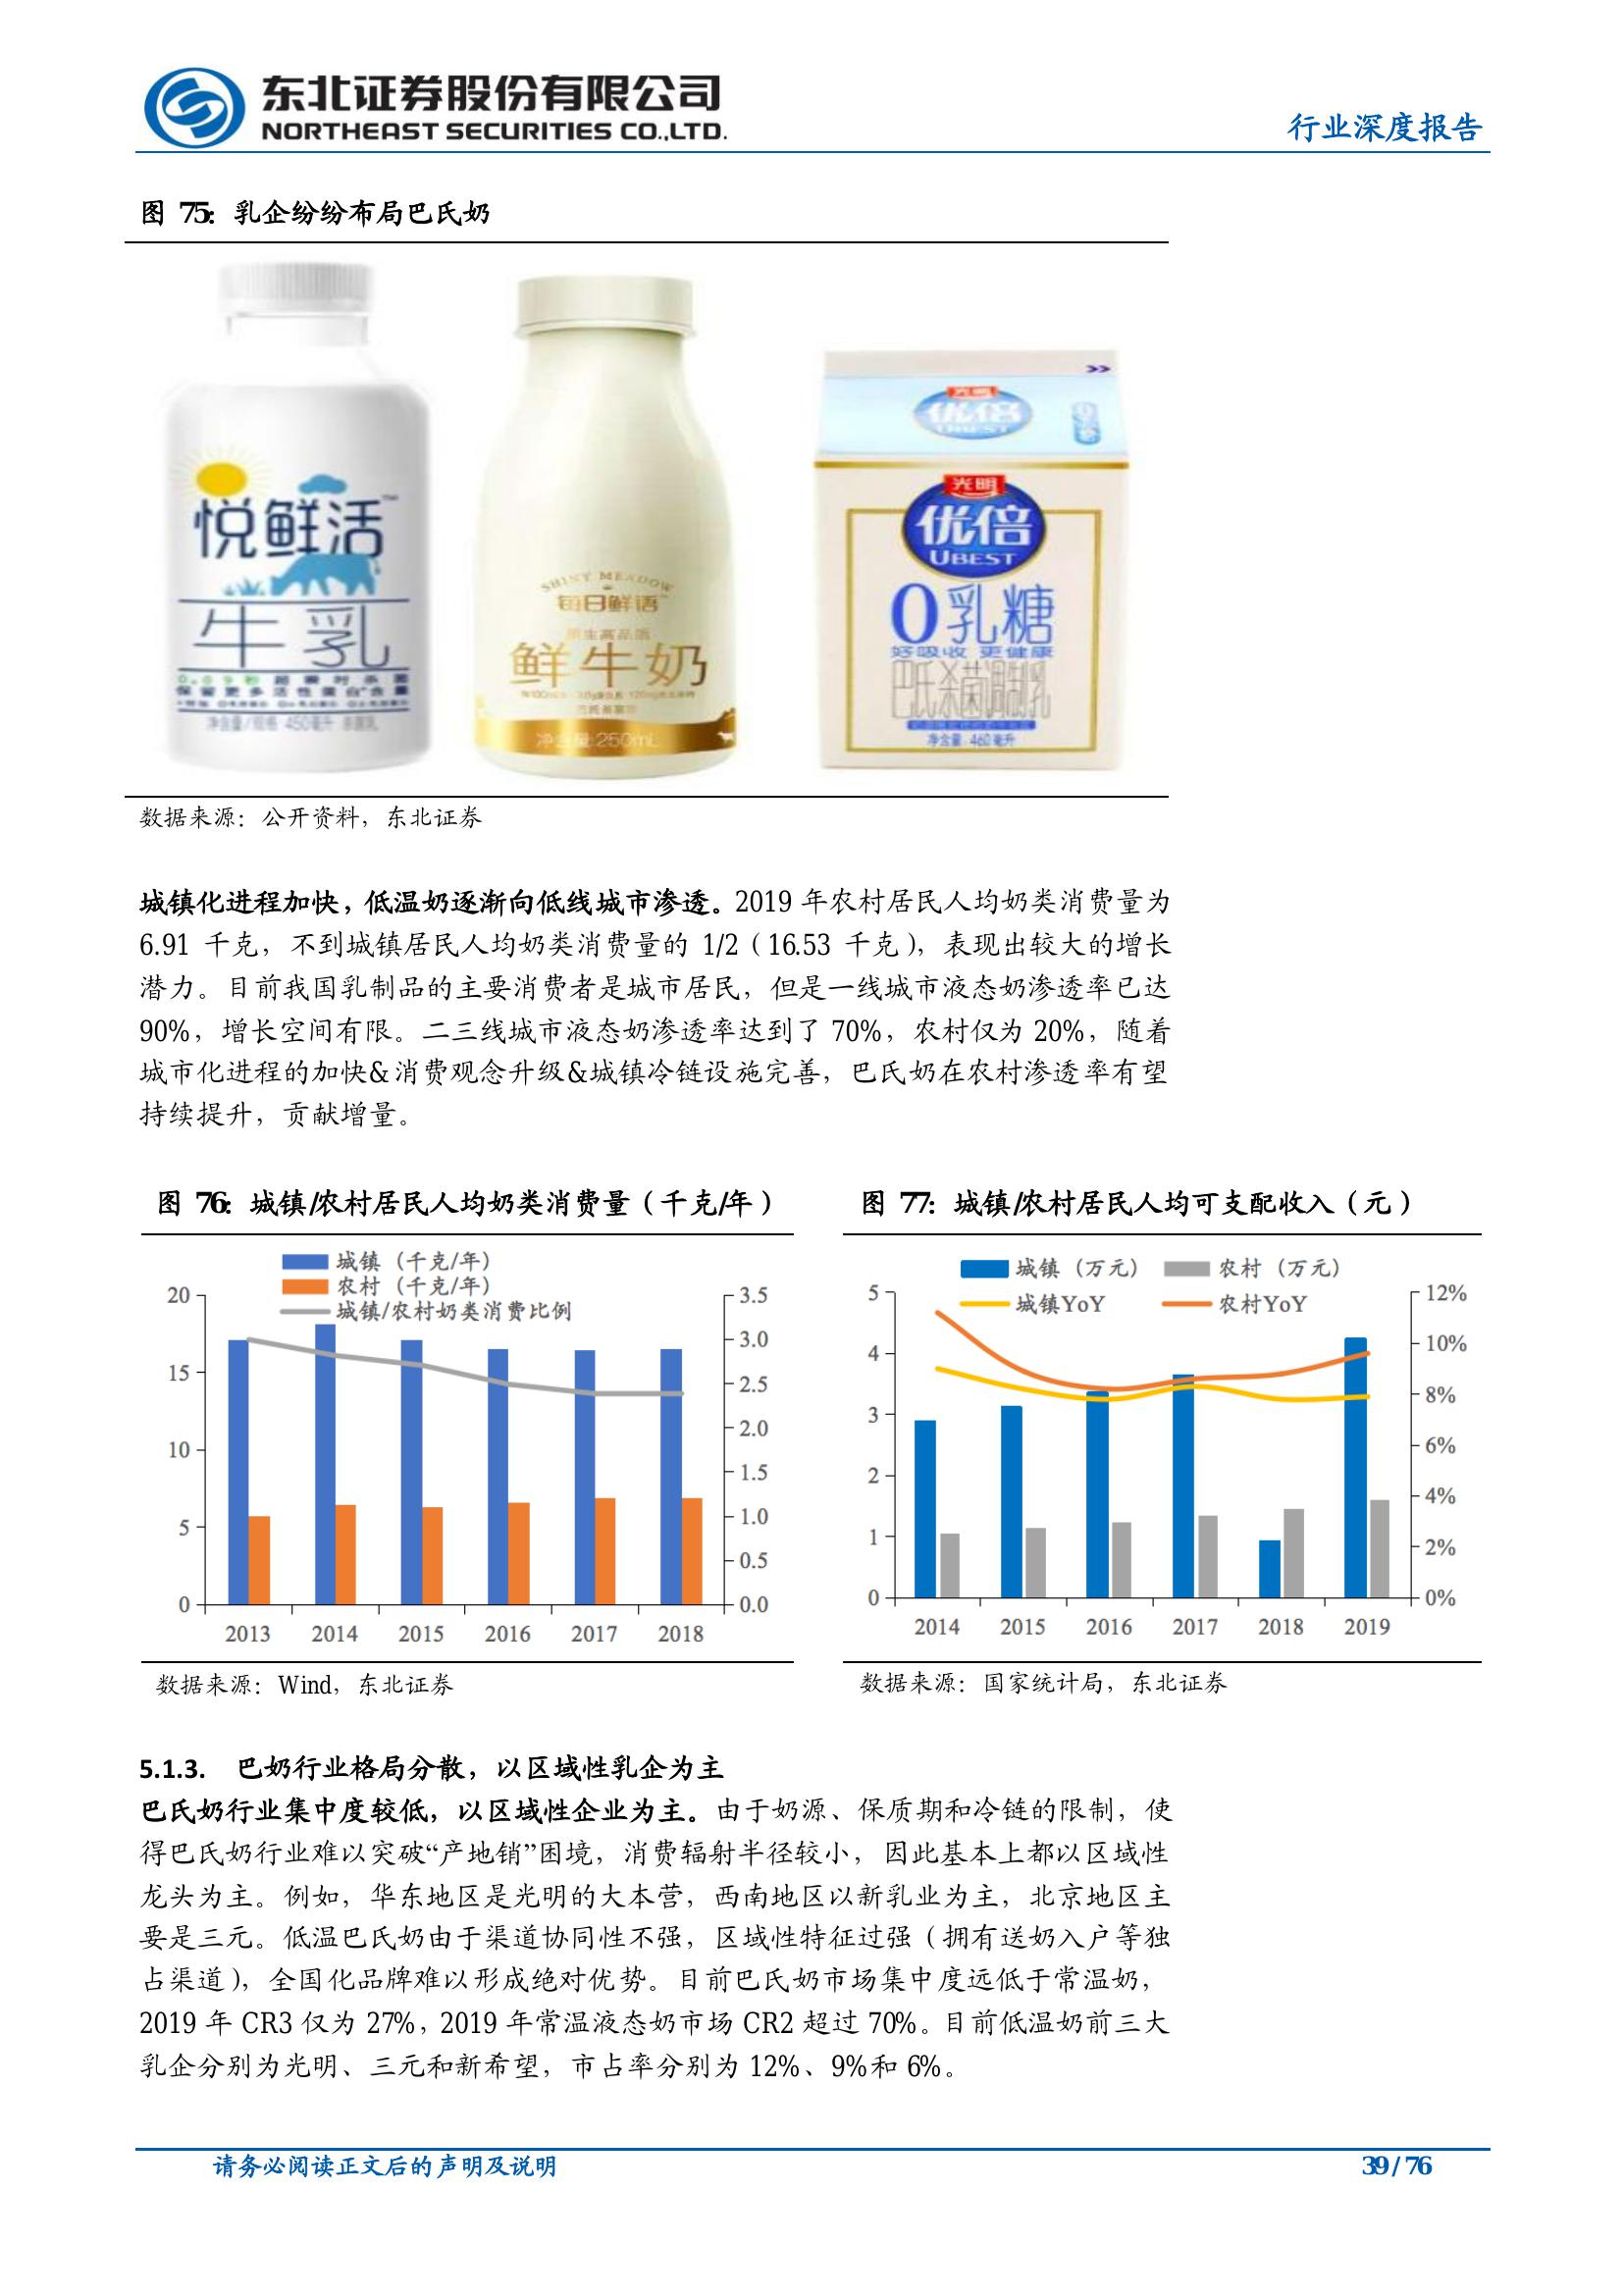 东北证券股份有限公司
NORTHEAST SECURITIES CO.,LTD.
行业深度报告
图 75：乳企纷纷布局巴氏奶
悦鲜活
牛乳
0.09秒超瞬时杀菌
保留更多活性蛋白含量
净含量/规格 450毫升
SHINY MEADOW
每日鲜语
鲜牛奶
净含量:250mL
光明
优倍
UBEST
光明
优倍
UBEST
0乳糖
好吸收 更健康
巴氏杀菌调制乳
净含量:460毫升
数据来源：公开资料，东北证券
城镇化进程加快，低温奶逐渐向低线城市渗透。2019 年农村居民人均奶类消费量为
6.91 千克，不到城镇居民人均奶类消费量的 1/2（16.53 千克），表现出较大的增长
潜力。目前我国乳制品的主要消费者是城市居民，但是一线城市液态奶渗透率已达
90%，增长空间有限。二三线城市液态奶渗透率达到了 70%，农村仅为 20%，随着
城市化进程的加快&消费观念升级&城镇冷链设施完善，巴氏奶在农村渗透率有望
持续提升，贡献增量。
图 76：城镇/农村居民人均奶类消费量（千克/年）
城镇（千克/年）
农村（千克/年）
城镇/农村奶类消费比例
20
15
10
5
0
3.5
3.0
2.5
2.0
1.5
1.0
0.5
0.0
2013 2014 2015 2016 2017 2018
数据来源：Wind，东北证券
图 77：城镇/农村居民人均可支配收入（元）
城镇（万元） 农村（万元）
城镇YoY 农村YoY
5
4
3
2
1
0
12%
10%
8%
6%
4%
2%
0%
2014 2015 2016 2017 2018 2019
数据来源：国家统计局，东北证券
5.1.3. 巴奶行业格局分散，以区域性乳企为主
巴氏奶行业集中度较低，以区域性企业为主。由于奶源、保质期和冷链的限制，使
得巴氏奶行业难以突破“产地销”困境，消费辐射半径较小，因此基本上都以区域性
龙头为主。例如，华东地区是光明的大本营，西南地区以新乳业为主，北京地区主
要是三元。低温巴氏奶由于渠道协同性不强，区域性特征过强（拥有送奶入户等独
占渠道），全国化品牌难以形成绝对优势。目前巴氏奶市场集中度远低于常温奶，
2019 年 CR3 仅为 27%，2019 年常温液态奶市场 CR2 超过 70%。目前低温奶前三大
乳企分别为光明、三元和新希望，市占率分别为 12%、9%和 6%。
请务必阅读正文后的声明及说明
39 / 76